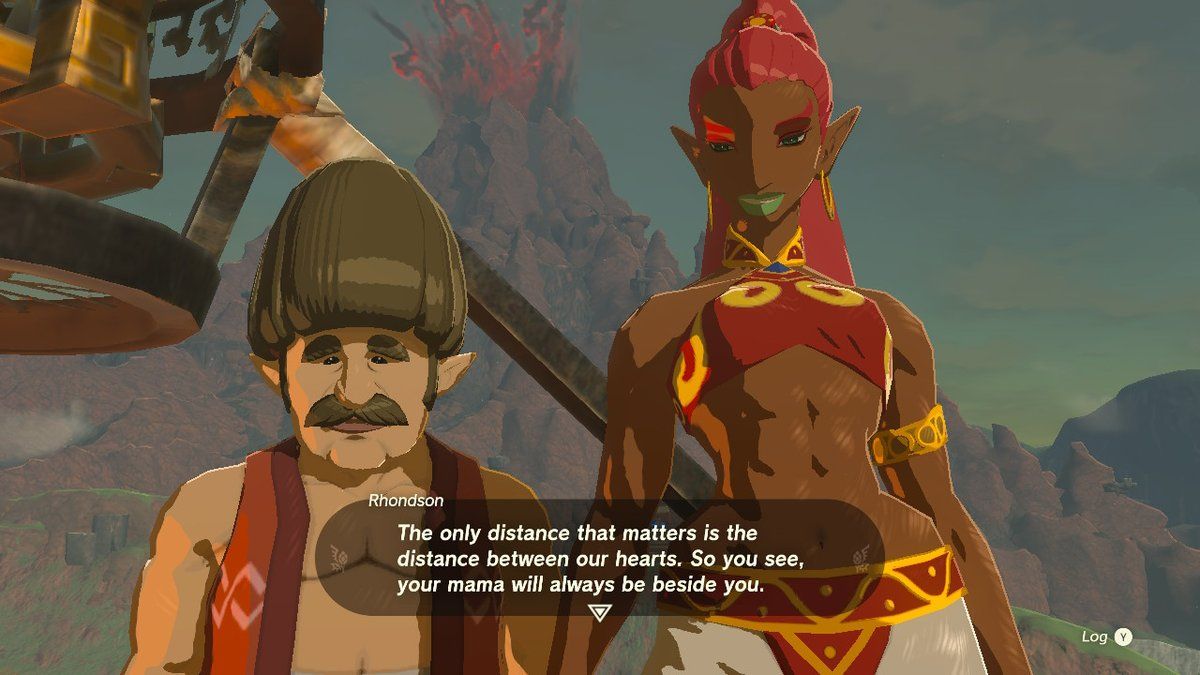 Rhondson
The only distance that matters is the
distance between our hearts. So you see,
your mama will always be beside you.
Log Y